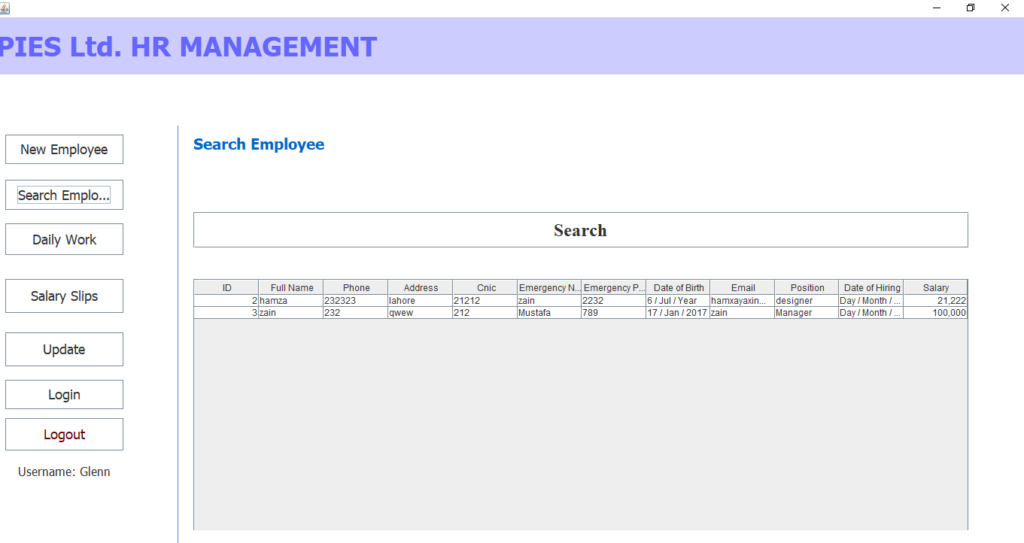 PIES Ltd. HR MANAGEMENT
New Employee
Search Emplo...
Daily Work
Salary Slips
Update
Login
Logout
Username: Glenn
Search Employee
Search
ID Full Name Phone Address Cnic Emergency N... Emergency P... Date of Birth Email Position Date of Hiring Salary
2 hamza 232323 lahore 21212 zain 2232 6 / Jul / Year hamxayaxin... designer Day / Month / ... 21,222
3 zain 232 qwew 212 Mustafa 789 17 / Jan / 2017 zain Manager Day / Month / ... 100,000